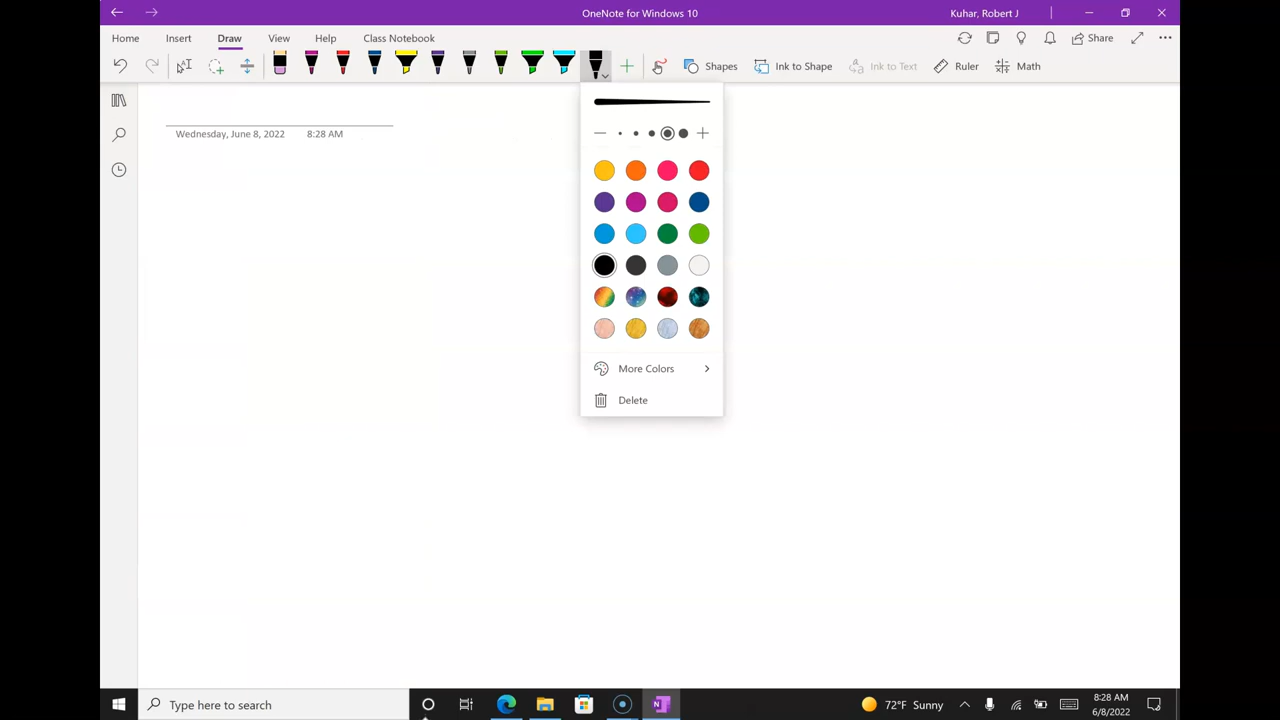 OneNote for Windows 10
Kuhar, Robert J
Home Insert Draw View Help Class Notebook
Share
Shapes Ink to Shape Ink to Text Ruler Math
Wednesday, June 8, 2022 8:28 AM
More Colors
Delete
Type here to search
72°F Sunny
8:28 AM
6/8/2022